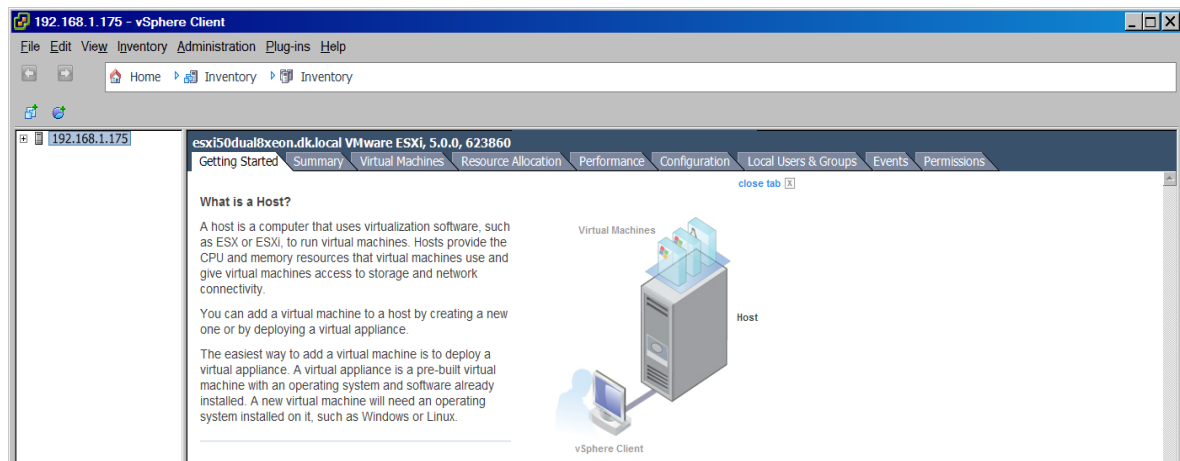 192.168.1.175 - vSphere Client
File Edit View Inventory Administration Plug-ins Help
Home Inventory Inventory
192.168.1.175
esxi50dual8xeon.dk.local VMware ESXi, 5.0.0, 623860
Getting Started Summary Virtual Machines Resource Allocation Performance Configuration Local Users & Groups Events Permissions
close tab X
What is a Host?
A host is a computer that uses virtualization software, such
as ESX or ESXi, to run virtual machines. Hosts provide the
CPU and memory resources that virtual machines use and
give virtual machines access to storage and network
connectivity.
You can add a virtual machine to a host by creating a new
one or by deploying a virtual appliance.
The easiest way to add a virtual machine is to deploy a
virtual appliance. A virtual appliance is a pre-built virtual
machine with an operating system and software already
installed. A new virtual machine will need an operating
system installed on it, such as Windows or Linux.
Virtual Machines
Host
vSphere Client